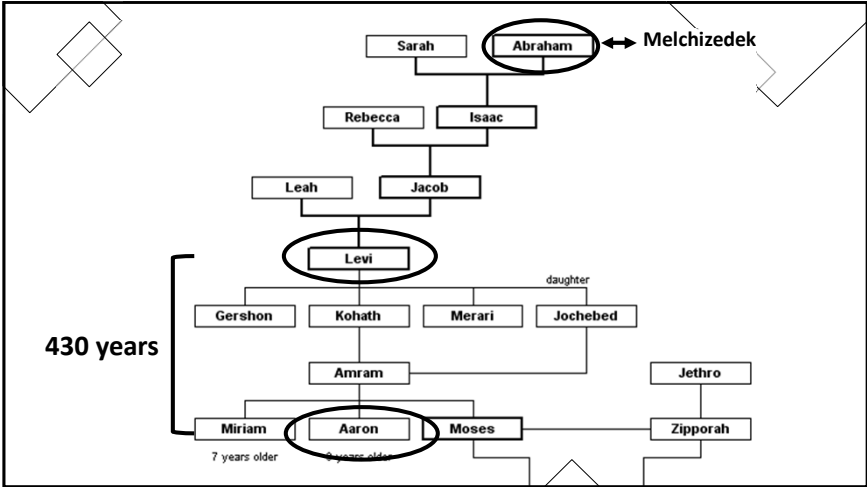 Sarah
Abraham
Melchizedek
Rebecca
Isaac
Leah
Jacob
Levi
daughter
Gershon
Kohath
Merari
Jochebed
430 years
Amram
Jethro
Miriam
Aaron
Moses
Zipporah
7 years older
years older